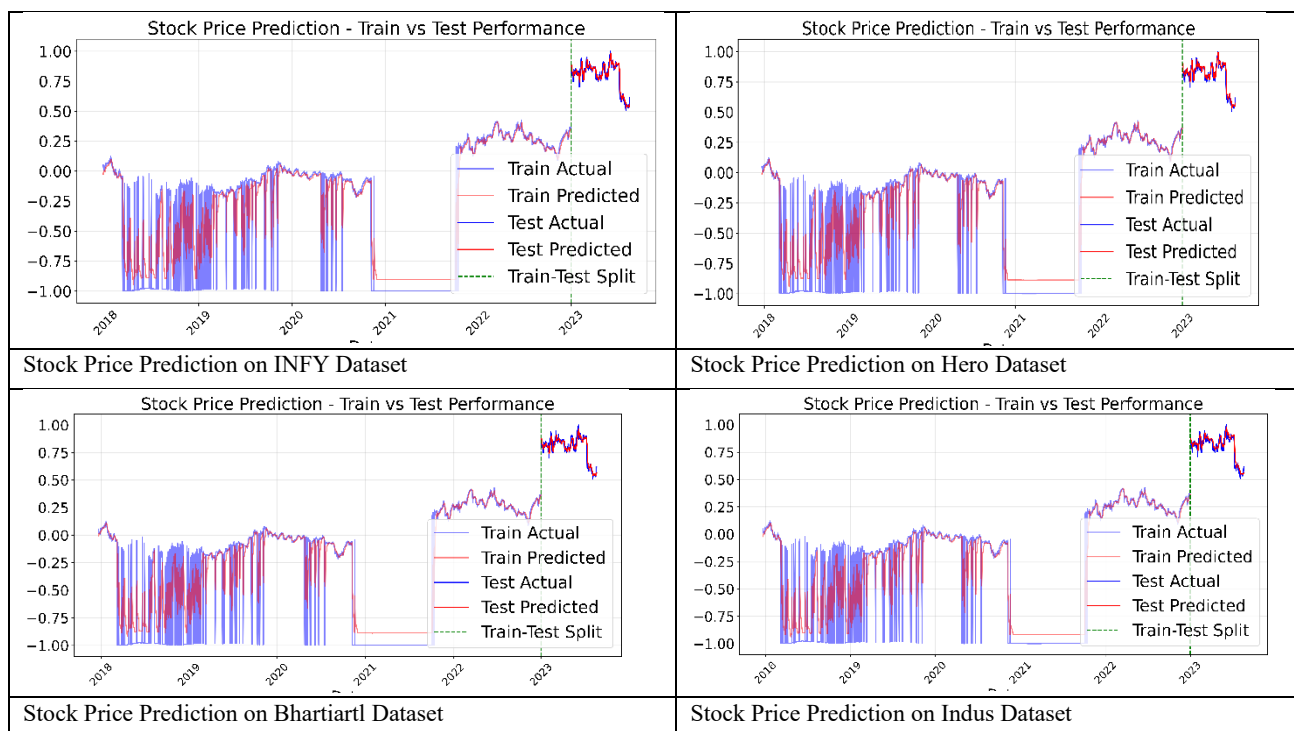 Stock Price Prediction - Train vs Test Performance
1.00
0.75
0.50
0.25
0.00
−0.25
−0.50
−0.75
−1.00
Train Actual
Train Predicted
Test Actual
Test Predicted
Train-Test Split
2018
2019
2020
2021
2022
2023
Stock Price Prediction on INFY Dataset
Stock Price Prediction - Train vs Test Performance
1.00
0.75
0.50
0.25
0.00
−0.25
−0.50
−0.75
−1.00
Train Actual
Train Predicted
Test Actual
Test Predicted
Train-Test Split
2018
2019
2020
2021
2022
2023
Stock Price Prediction on Hero Dataset
Stock Price Prediction - Train vs Test Performance
1.00
0.75
0.50
0.25
0.00
−0.25
−0.50
−0.75
−1.00
Train Actual
Train Predicted
Test Actual
Test Predicted
Train-Test Split
2018
2019
2020
2021
2022
2023
Stock Price Prediction on Bhartiartl Dataset
Stock Price Prediction - Train vs Test Performance
1.00
0.75
0.50
0.25
0.00
−0.25
−0.50
−0.75
−1.00
Train Actual
Train Predicted
Test Actual
Test Predicted
Train-Test Split
2019
2020
2021
2022
2023
Stock Price Prediction on Indus Dataset